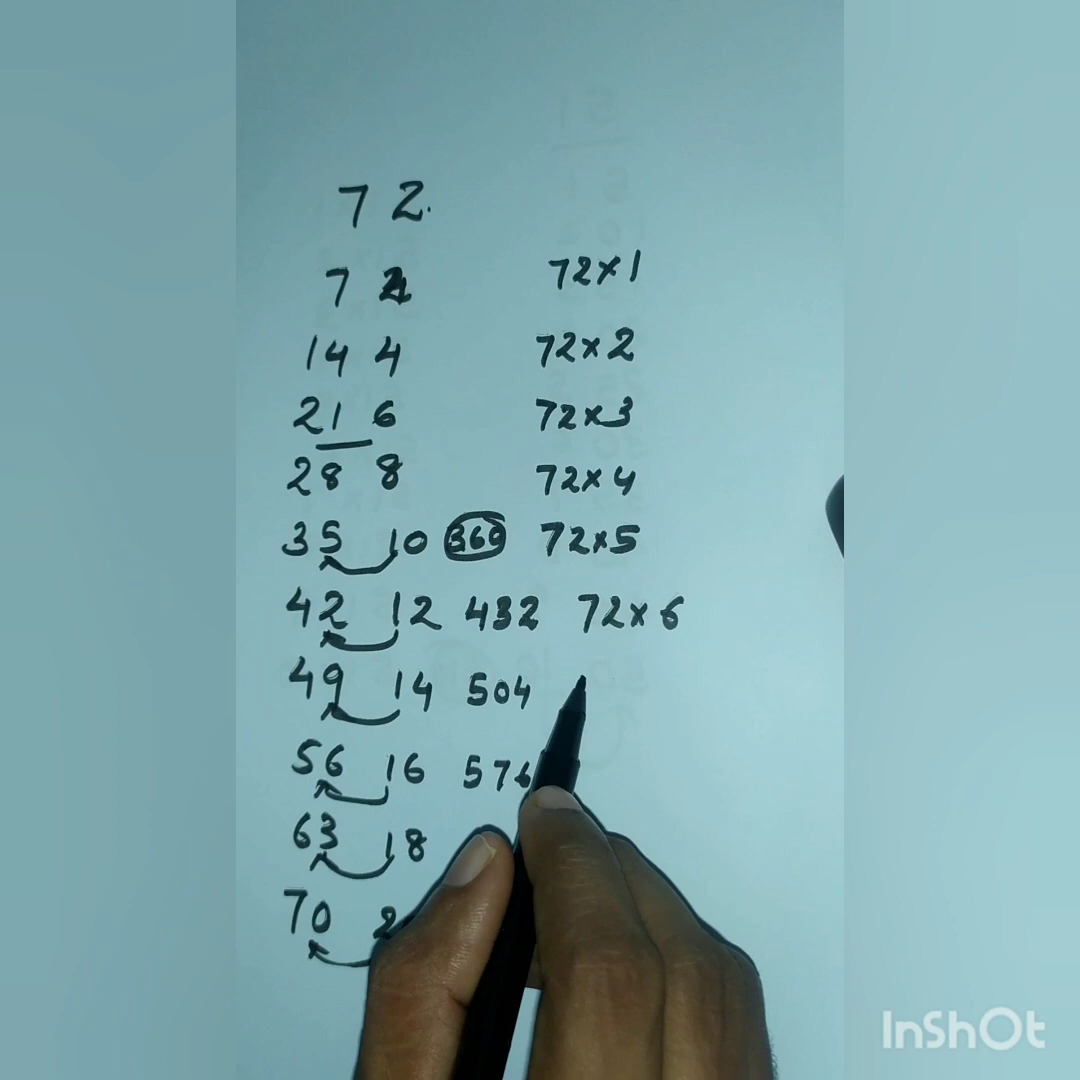 7 2.
7 2 72×1
14 4 72×2
21 6 72×3
28 8 72×4
35 10 360 72×5
42 12 432 72×6
49 14 504
56 16 576
63 18
70 2
InShOt